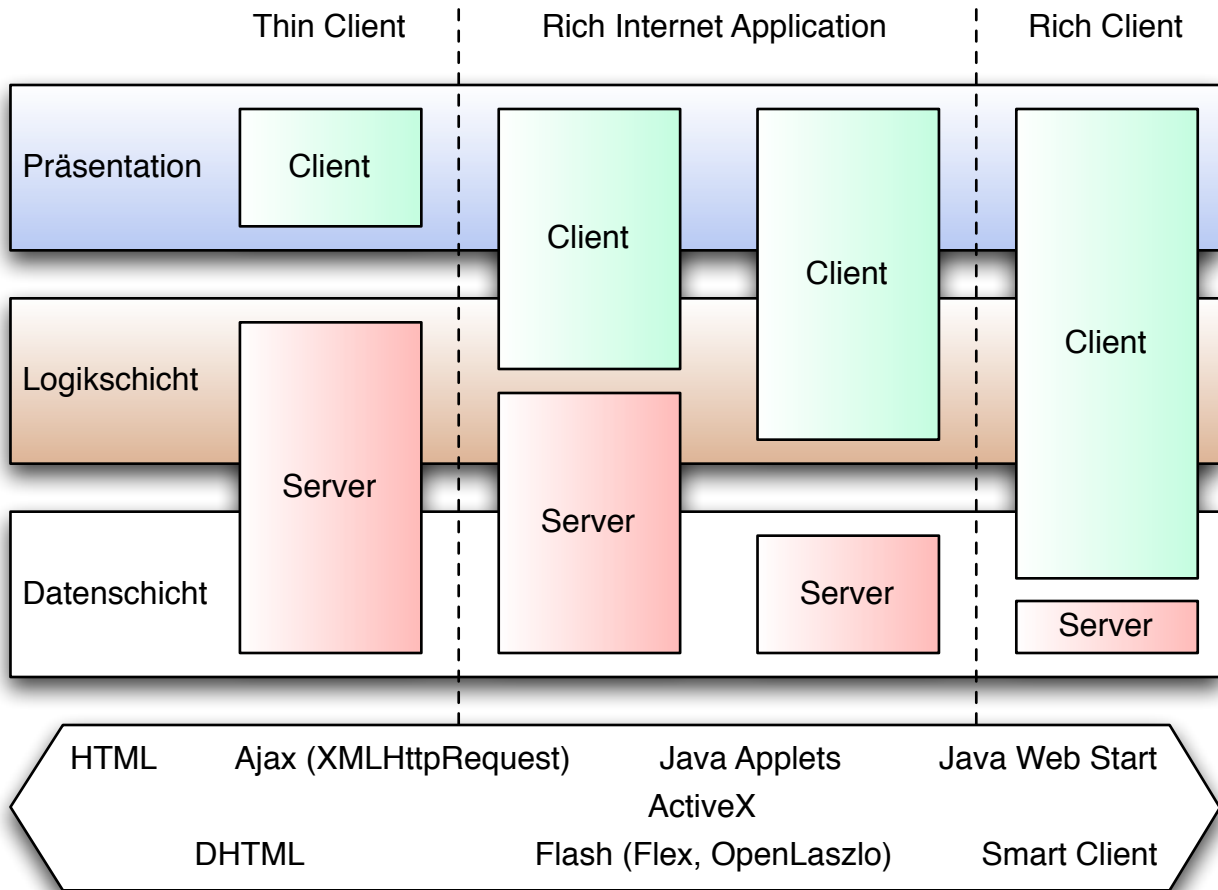 Thin Client
Rich Internet Application
Rich Client
Präsentation
Client
Client
Client
Client
Logikschicht
Server
Server
Datenschicht
Server
Server
HTML
Ajax (XMLHttpRequest)
Java Applets
Java Web Start
ActiveX
DHTML
Flash (Flex, OpenLaszlo)
Smart Client